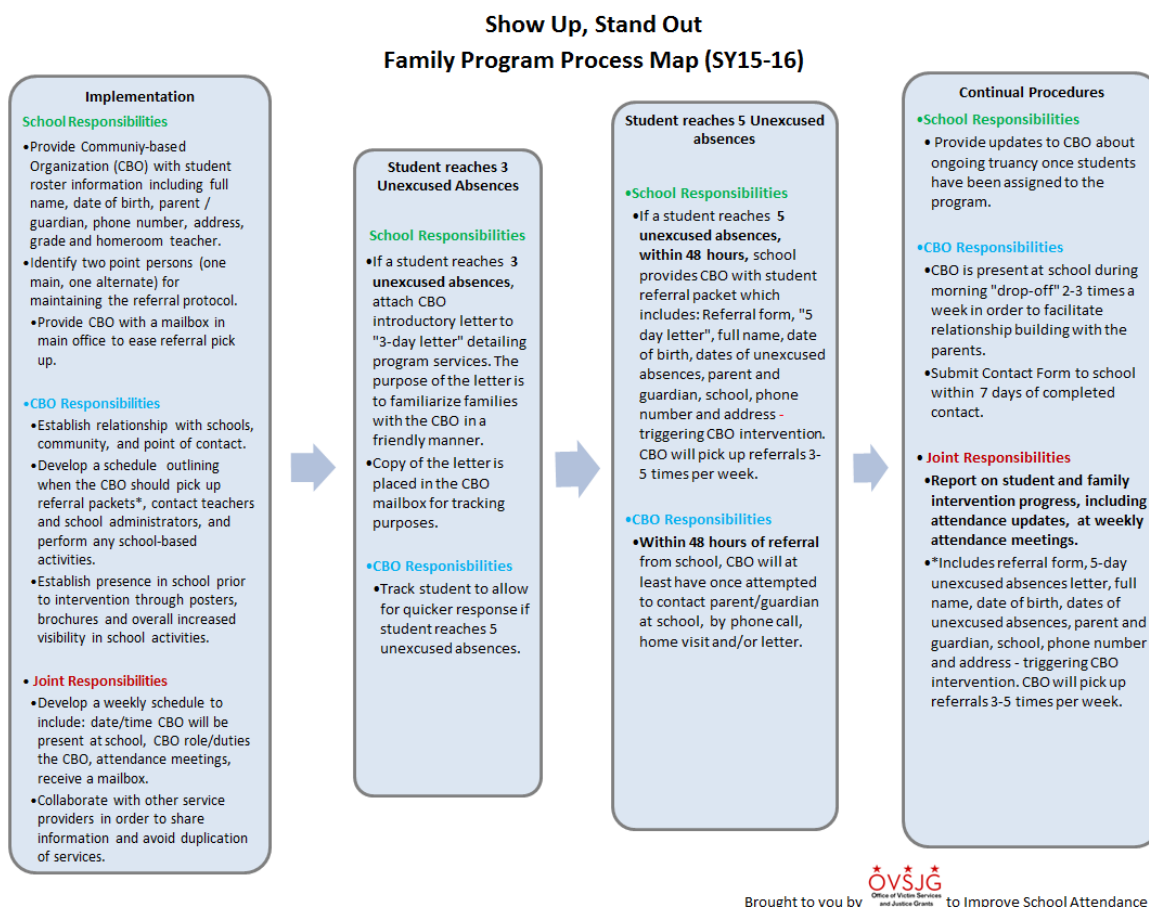 Show Up, Stand Out
Family Program Process Map (SY15-16)
Implementation
School Responsibilities
•Provide Communiy-based
Organization (CBO) with student
roster information including full
name, date of birth, parent /
guardian, phone number, address,
grade and homeroom teacher.
•Identify two point persons (one
main, one alternate) for
maintaining the referral protocol.
•Provide CBO with a mailbox in
main office to ease referral pick
up.
•CBO Responsibilities
•Establish relationship with schools,
community, and point of contact.
•Develop a schedule outlining
when the CBO should pick up
referral packets*, contact teachers
and school administrators, and
perform any school-based
activities.
•Establish presence in school prior
to intervention through posters,
brochures and overall increased
visibility in school activities.
• Joint Responsibilities
•Develop a weekly schedule to
include: date/time CBO will be
present at school, CBO role/duties
the CBO, attendance meetings,
receive a mailbox.
•Collaborate with other service
providers in order to share
information and avoid duplication
of services.
Student reaches 3
Unexcused Absences
School Responsibilities
•If a student reaches 3
unexcused absences,
attach CBO
introductory letter to
"3-day letter" detailing
program services. The
purpose of the letter is
to familiarize families
with the CBO in a
friendly manner.
•Copy of the letter is
placed in the CBO
mailbox for tracking
purposes.
•CBO Responisbilities
•Track student to allow
for quicker response if
student reaches 5
unexcused absences.
Student reaches 5 Unexcused
absences
•School Responsibilities
•If a student reaches 5
unexcused absences,
within 48 hours, school
provides CBO with student
referral packet which
includes: Referral form, "5
day letter", full name, date
of birth, dates of unexcused
absences, parent and
guardian, school, phone
number and address -
triggering CBO intervention.
CBO will pick up referrals 3-
5 times per week.
•CBO Responsibilities
•Within 48 hours of referral
from school, CBO will at
least have once attempted
to contact parent/guardian
at school, by phone call,
home visit and/or letter.
Continual Procedures
•School Responsibilities
• Provide updates to CBO about
ongoing truancy once students
have been assigned to the
program.
•CBO Responsibilities
•CBO is present at school during
morning "drop-off" 2-3 times a
week in order to facilitate
relationship building with the
parents.
•Submit Contact Form to school
within 7 days of completed
contact.
• Joint Responsibilities
•Report on student and family
intervention progress, including
attendance updates, at weekly
attendance meetings.
•*Includes referral form, 5-day
unexcused absences letter, full
name, date of birth, dates of
unexcused absences, parent and
guardian, school, phone number
and address - triggering CBO
intervention. CBO will pick up
referrals 3-5 times per week.
OVSJG
Office of Victim Services
and Justice Grants
Brought to you by to Improve School Attendance